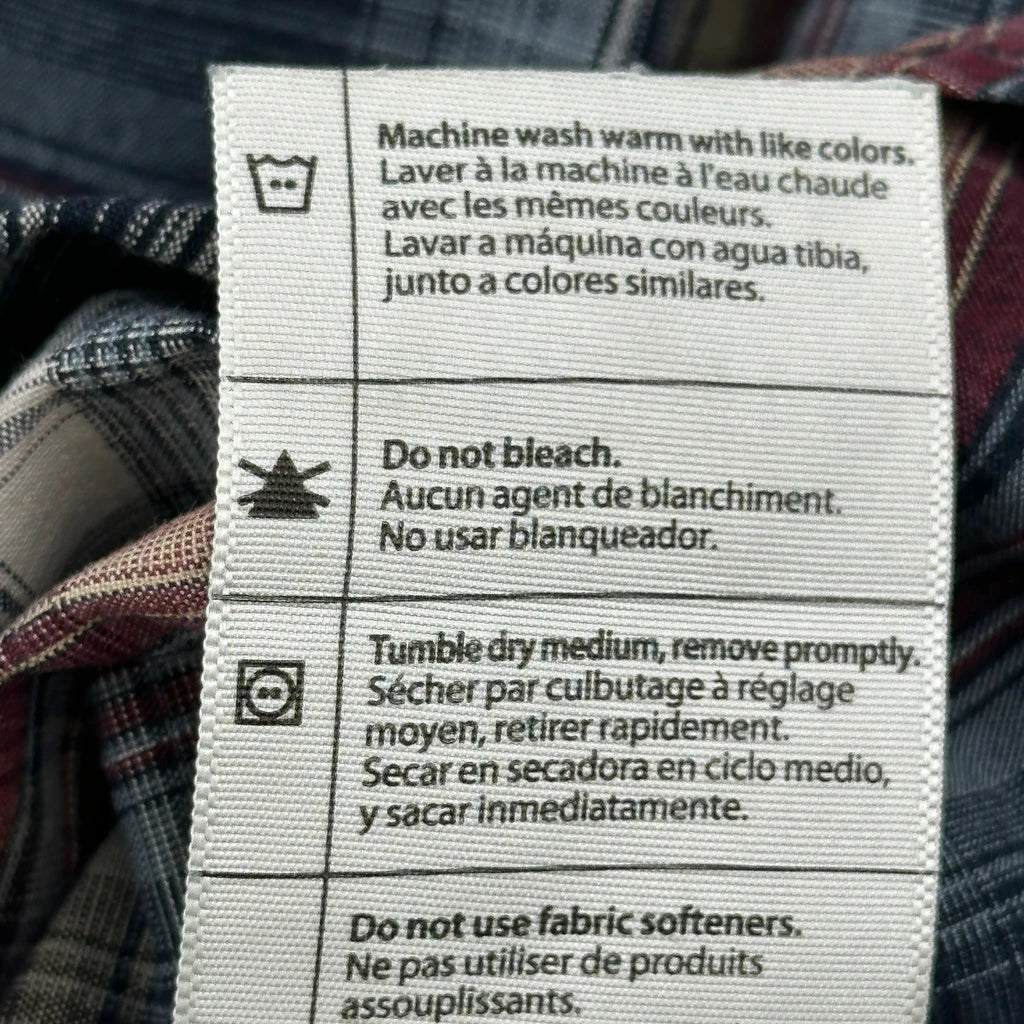 Machine wash warm with like colors.
Laver à la machine à l'eau chaude
avec les mêmes couleurs.
Lavar a máquina con agua tibia,
junto a colores similares.
Do not bleach.
Aucun agent de blanchiment.
No usar blanqueador.
Tumble dry medium, remove promptly.
Sécher par culbutage à réglage
moyen, retirer rapidement.
Secar en secadora en ciclo medio,
y sacar inmediatamente.
Do not use fabric softeners.
Ne pas utiliser de produits
assouplissants.